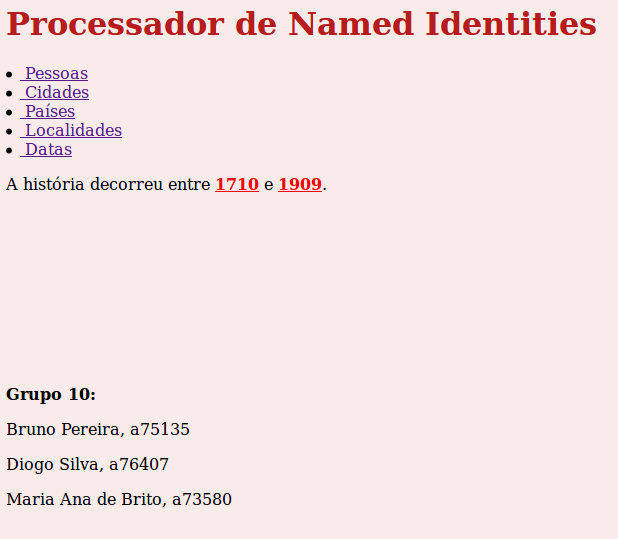 Processador de Named Identities
Pessoas
Cidades
Países
Localidades
Datas
A história decorreu entre 1710 e 1909.
Grupo 10:
Bruno Pereira, a75135
Diogo Silva, a76407
Maria Ana de Brito, a73580